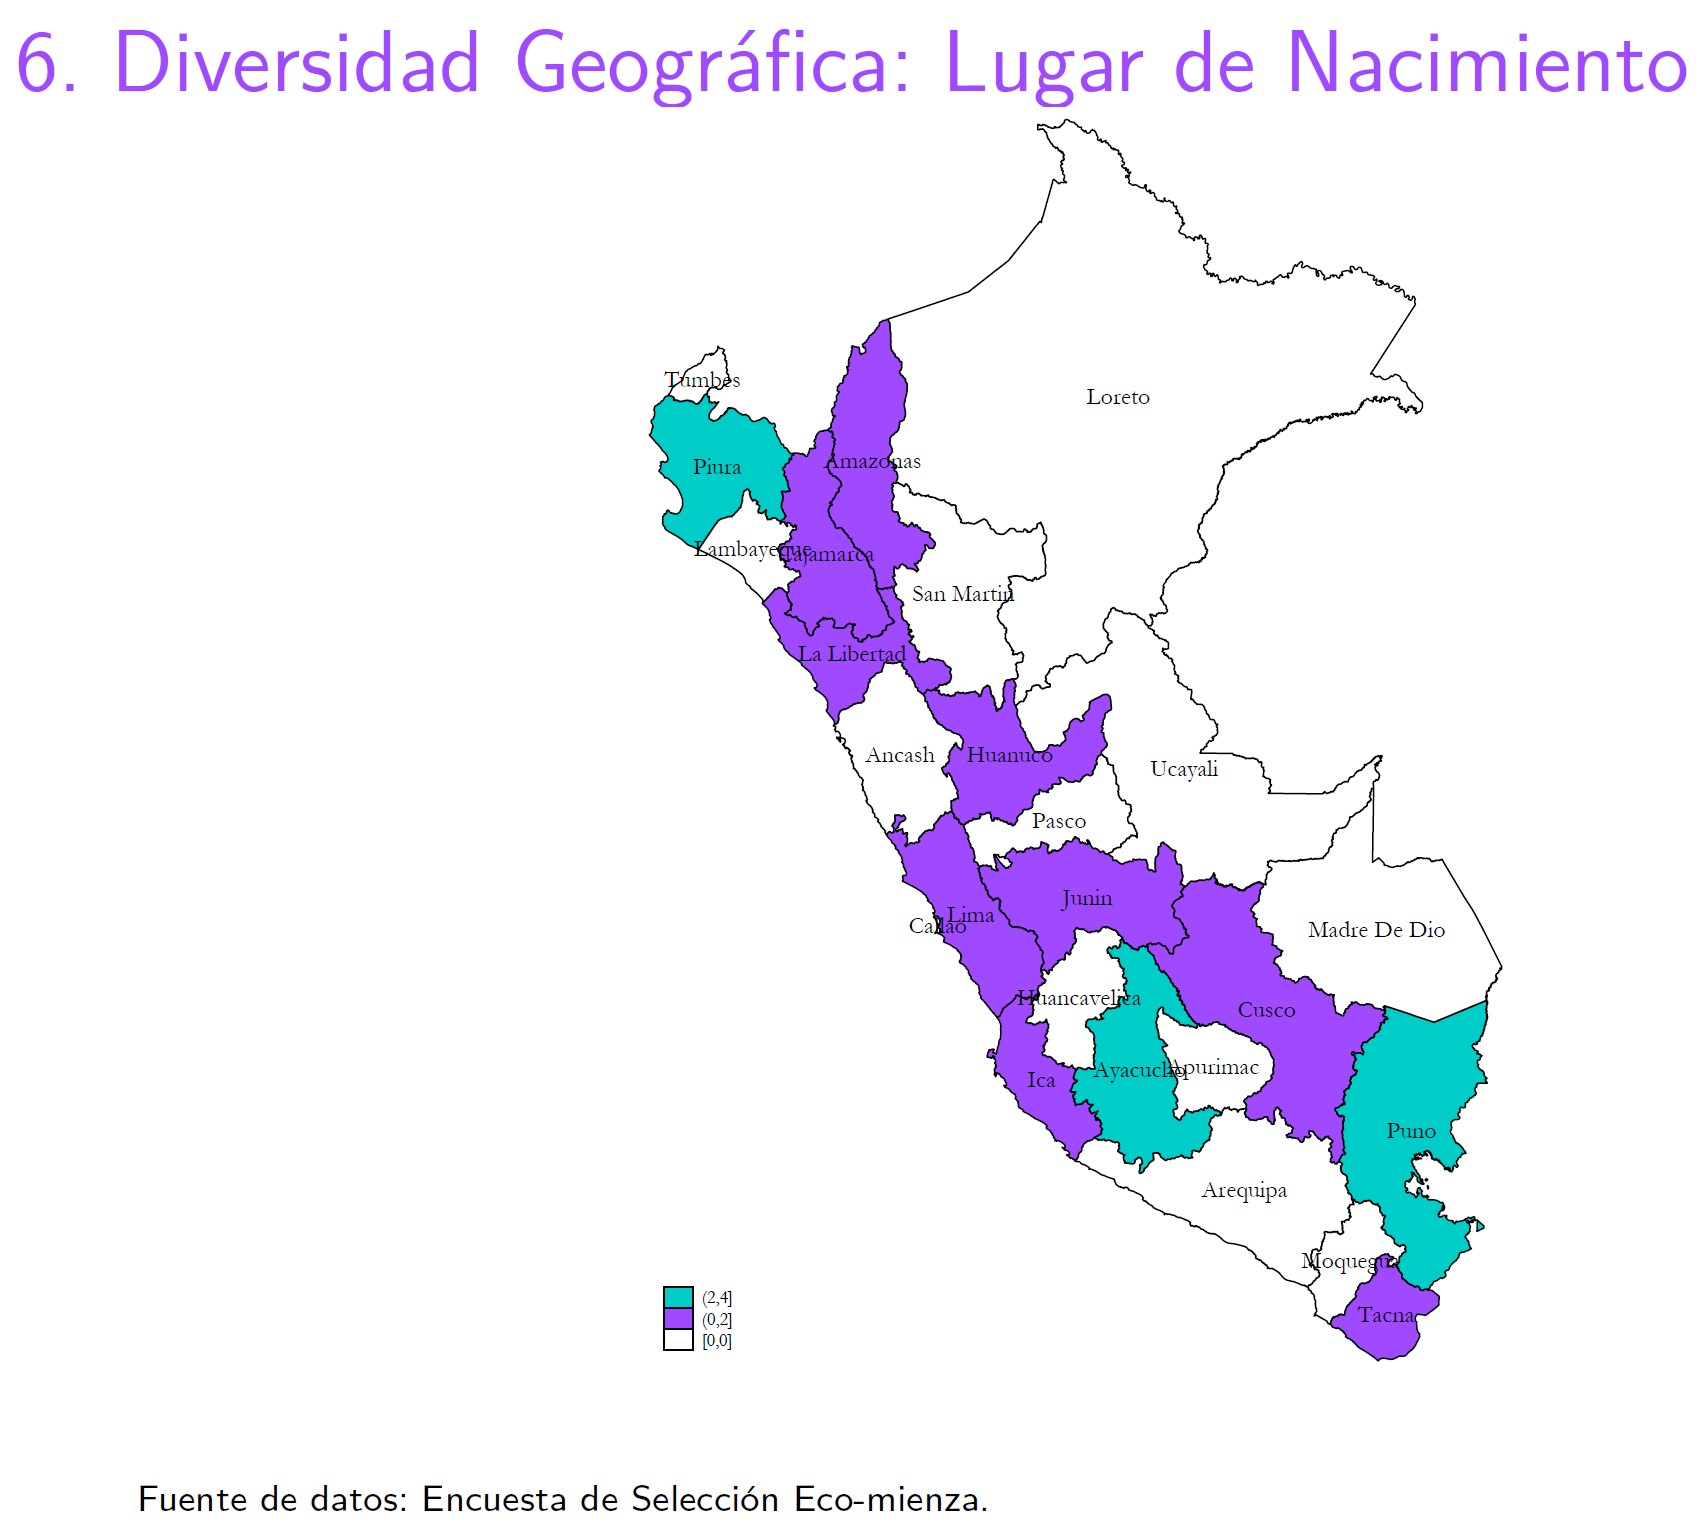 6. Diversidad Geográfica: Lugar de Nacimiento
Loreto
Tumbes
Amazonas
Piura
Lambayeque
Cajamarca
San Martin
La Libertad
Ancash
Huanuco
Ucayali
Pasco
Junin
Lima
Callao
Madre De Dio
Huancavelica
Cusco
Apurimac
Ayacucho
Ica
Puno
Arequipa
Moquegua
Tacna
(2,4]
(0,2]
[0,0]
Fuente de datos: Encuesta de Selección Eco-mienza.